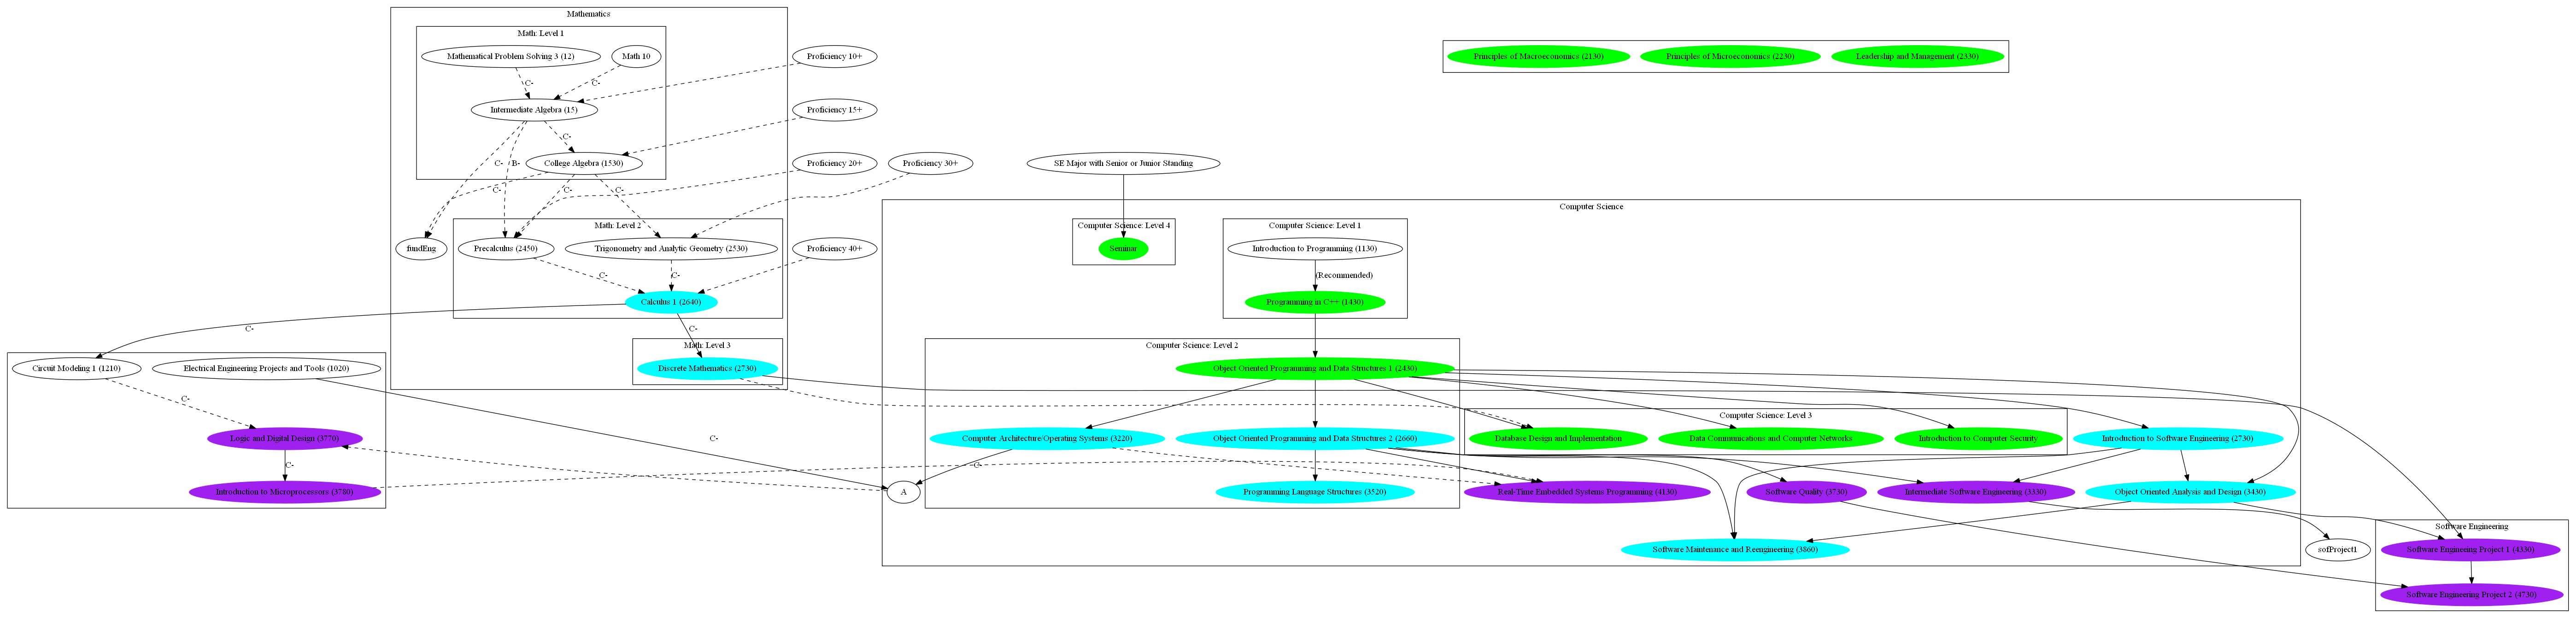 Mathematics
Math: Level 1
Mathematical Problem Solving 3 (12)
Math 10
Proficiency 10+
Principles of Macroeconomics (2130)
Principles of Microeconomics (2230)
Leadership and Management (2330)
C-
C-
Intermediate Algebra (15)
Proficiency 15+
C-
C-
B-
College Algebra (1530)
Proficiency 20+
Proficiency 30+
SE Major with Senior or Junior Standing
C-
C-
C-
Computer Science
Math: Level 2
Computer Science: Level 4
Computer Science: Level 1
fundEng
Precalculus (2450)
Trigonometry and Analytic Geometry (2530)
Proficiency 40+
Seminar
Introduction to Programming (1130)
C-
C-
(Recommended)
Calculus 1 (2640)
Programming in C++ (1430)
C-
C-
Math: Level 3
Computer Science: Level 2
Circuit Modeling 1 (1210)
Electrical Engineering Projects and Tools (1020)
Discrete Mathematics (2730)
Object Oriented Programming and Data Structures 1 (2430)
C-
Computer Science: Level 3
Logic and Digital Design (3770)
C-
Computer Architecture/Operating Systems (3220)
Object Oriented Programming and Data Structures 2 (2660)
Database Design and Implementation
Data Communications and Computer Networks
Introduction to Computer Security
Introduction to Software Engineering (2730)
C-
C-
Introduction to Microprocessors (3780)
A
Programming Language Structures (3520)
Real-Time Embedded Systems Programming (4130)
Software Quality (3730)
Intermediate Software Engineering (3330)
Object Oriented Analysis and Design (3430)
Software Engineering
Software Maintenance and Reengineering (3860)
sofProject1
Software Engineeing Project 1 (4330)
Software Engineering Project 2 (4730)